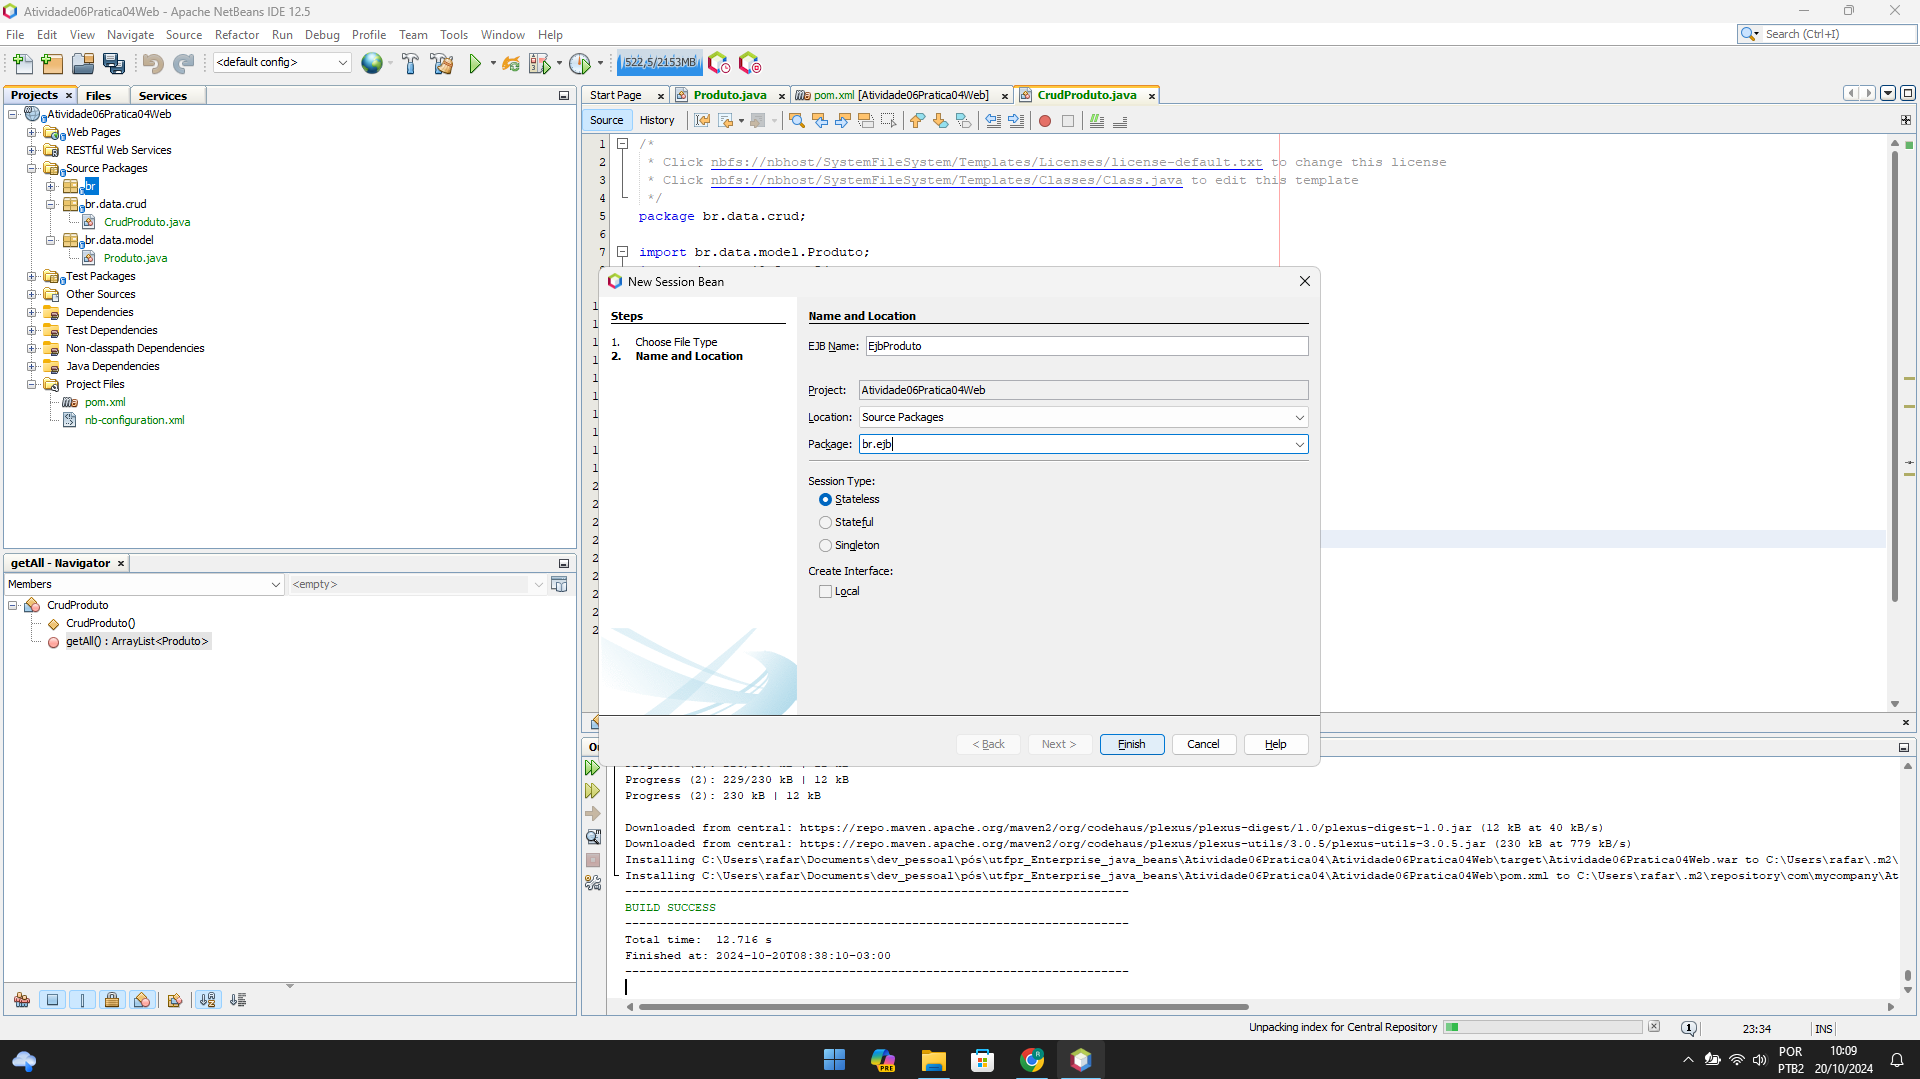 Atividade06Pratica04Web - Apache NetBeans IDE 12.5
File Edit View Navigate Source Refactor Run Debug Profile Team Tools Window Help
Search (Ctrl+I)
<default config>
522,5/2153MB
Projects
Files
Services
Atividade06Pratica04Web
Web Pages
RESTful Web Services
Source Packages
br
br.data.crud
CrudProduto.java
br.data.model
Produto.java
Test Packages
Other Sources
Dependencies
Test Dependencies
Non-classpath Dependencies
Java Dependencies
Project Files
pom.xml
nb-configuration.xml
getAll - Navigator
Members
<empty>
CrudProduto
CrudProduto()
getAll() : ArrayList<Produto>
Start Page
Produto.java
pom.xml [Atividade06Pratica04Web]
CrudProduto.java
Source
History
1 /*
2 * Click nbfs://nbhost/SystemFileSystem/Templates/Licenses/license-default.txt to change this license
3 * Click nbfs://nbhost/SystemFileSystem/Templates/Classes/Class.java to edit this template
4 */
5 package br.data.crud;
6
7 import br.data.model.Produto;
New Session Bean
Steps
1. Choose File Type
2. Name and Location
Name and Location
EJB Name: EjbProduto
Project: Atividade06Pratica04Web
Location: Source Packages
Package: br.ejb
Session Type:
Stateless
Stateful
Singleton
Create Interface:
Local
< Back
Next >
Finish
Cancel
Help
Progress (2): 229/230 kB | 12 kB
Progress (2): 230 kB | 12 kB
Downloaded from central: https://repo.maven.apache.org/maven2/org/codehaus/plexus/plexus-digest/1.0/plexus-digest-1.0.jar (12 kB at 40 kB/s)
Downloaded from central: https://repo.maven.apache.org/maven2/org/codehaus/plexus/plexus-utils/3.0.5/plexus-utils-3.0.5.jar (230 kB at 779 kB/s)
Installing C:\Users\rafar\Documents\dev_pessoal\pós\utfpr_Enterprise_java_beans\Atividade06Pratica04\Atividade06Pratica04Web\target\Atividade06Pratica04Web.war to C:\Users\rafar\.m2\
Installing C:\Users\rafar\Documents\dev_pessoal\pós\utfpr_Enterprise_java_beans\Atividade06Pratica04\Atividade06Pratica04Web\pom.xml to C:\Users\rafar\.m2\repository\com\mycompany\At
------------------------------------------------------------------------
BUILD SUCCESS
------------------------------------------------------------------------
Total time:  12.716 s
Finished at: 2024-10-20T08:38:10-03:00
------------------------------------------------------------------------
Unpacking index for Central Repository
1
23:34
INS
PRE
POR
PTB2
10:09
20/10/2024